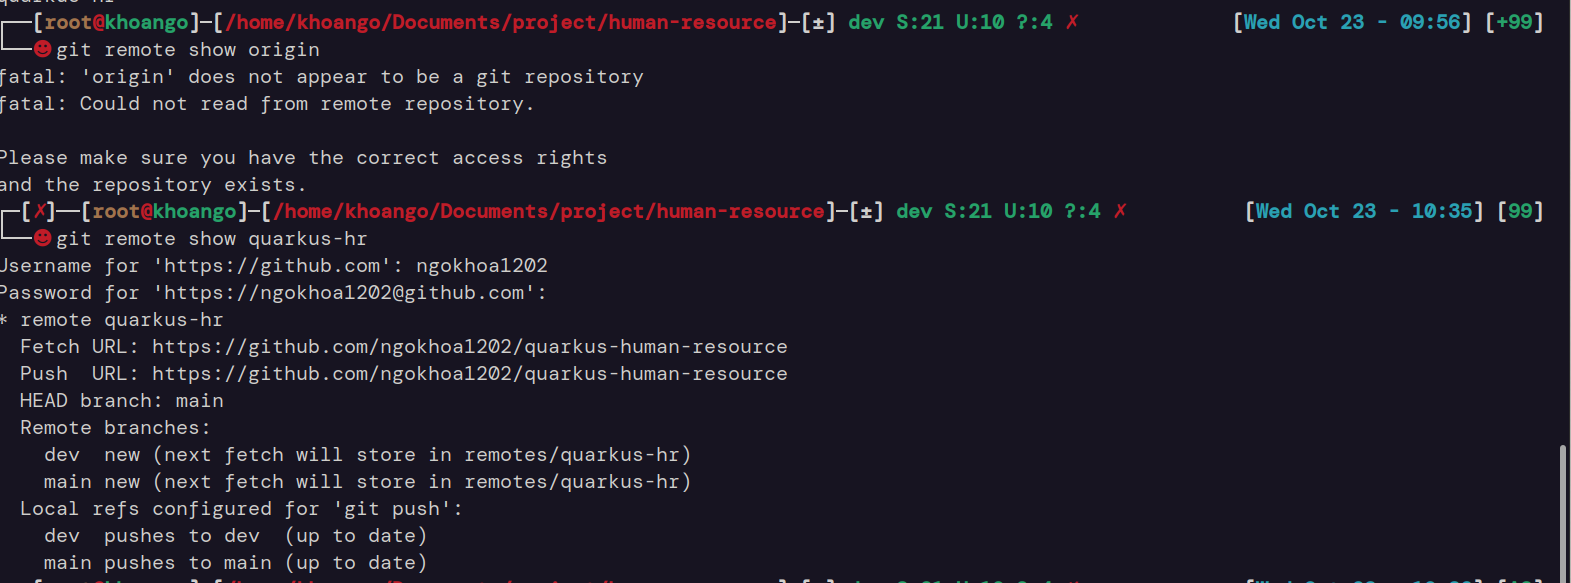 quarkus-hr
┌──[root@khoango]─[/home/khoango/Documents/project/human-resource]─[±] dev S:21 U:10 ?:4 ✗ [Wed Oct 23 - 09:56] [+99]
└──☻git remote show origin
fatal: 'origin' does not appear to be a git repository
fatal: Could not read from remote repository.
Please make sure you have the correct access rights
and the repository exists.
┌─[✗]──[root@khoango]─[/home/khoango/Documents/project/human-resource]─[±] dev S:21 U:10 ?:4 ✗ [Wed Oct 23 - 10:35] [99]
└──☻git remote show quarkus-hr
Username for 'https://github.com': ngokhoa1202
Password for 'https://ngokhoa1202@github.com':
* remote quarkus-hr
  Fetch URL: https://github.com/ngokhoa1202/quarkus-human-resource
  Push  URL: https://github.com/ngokhoa1202/quarkus-human-resource
  HEAD branch: main
  Remote branches:
    dev  new (next fetch will store in remotes/quarkus-hr)
    main new (next fetch will store in remotes/quarkus-hr)
  Local refs configured for 'git push':
    dev  pushes to dev  (up to date)
    main pushes to main (up to date)